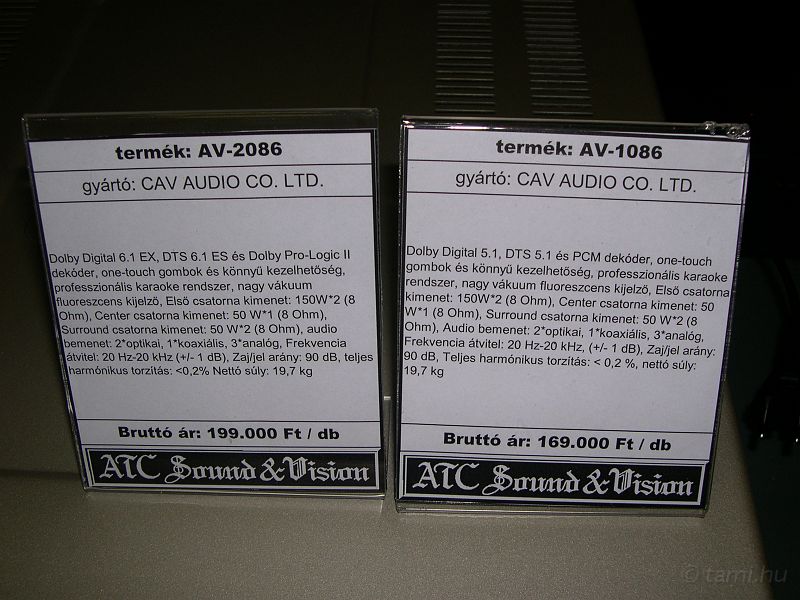 termék: AV-2086
gyártó: CAV AUDIO CO. LTD.
Dolby Digital 6.1 EX, DTS 6.1 ES és Dolby Pro-Logic II
dekóder, one-touch gombok és könnyű kezelhetőség,
professzionális karaoke rendszer, nagy vákuum
fluoreszcens kijelző, Első csatorna kimenet: 150W*2 (8
Ohm), Center csatorna kimenet: 50 W*1 (8 Ohm),
Surround csatorna kimenet: 50 W*2 (8 Ohm), audio
bemenet: 2*optikai, 1*koaxiális, 3*analóg, Frekvencia
átvitel: 20 Hz-20 kHz (+/- 1 dB), Zaj/jel arány: 90 dB, teljes
harmónikus torzítás: <0,2% Nettó súly: 19,7 kg
Bruttó ár: 199.000 Ft / db
ATC Sound & Vision
termék: AV-1086
gyártó: CAV AUDIO CO. LTD.
Dolby Digital 5.1, DTS 5.1 és PCM dekóder, one-touch
gombok és könnyű kezelhetőség, professzionális karaoke
rendszer, nagy vákuum fluoreszcens kijelző, Első csatorna
kimenet: 150W*2 (8 Ohm), Center csatorna kimenet: 50
W*1 (8 Ohm), Surround csatorna kimenet: 50 W*2 (8
Ohm), Audio bemenet: 2*optikai, 1*koaxiális, 3*analóg,
Frekvencia átvitel: 20 Hz-20 kHz, (+/- 1 dB), Zaj/jel arány:
90 dB, Teljes harmónikus torzítás: < 0,2 %, nettó súly:
19,7 kg
Bruttó ár: 169.000 Ft / db
ATC Sound & Vision
© tami.hu